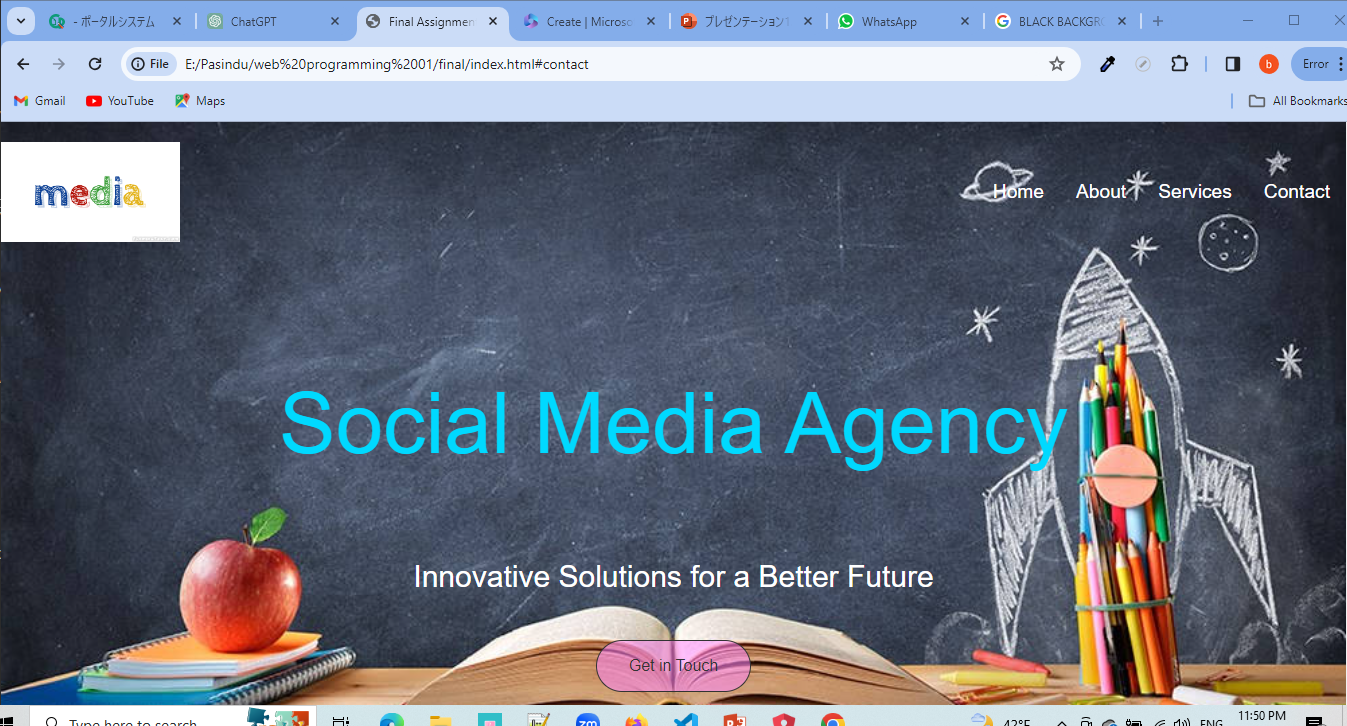 - ポータルシステム
ChatGPT
Final Assignmen
Create | Microso
プレゼンテーション1
WhatsApp
BLACK BACKGRO
File
E:/Pasindu/web%20programming%2001/final/index.html#contact
b
Error
Gmail
YouTube
Maps
All Bookmarks
media
Home
About
Services
Contact
Social Media Agency
Innovative Solutions for a Better Future
Get in Touch
Type here to search
zm
42°F
ENG
11:50 PM